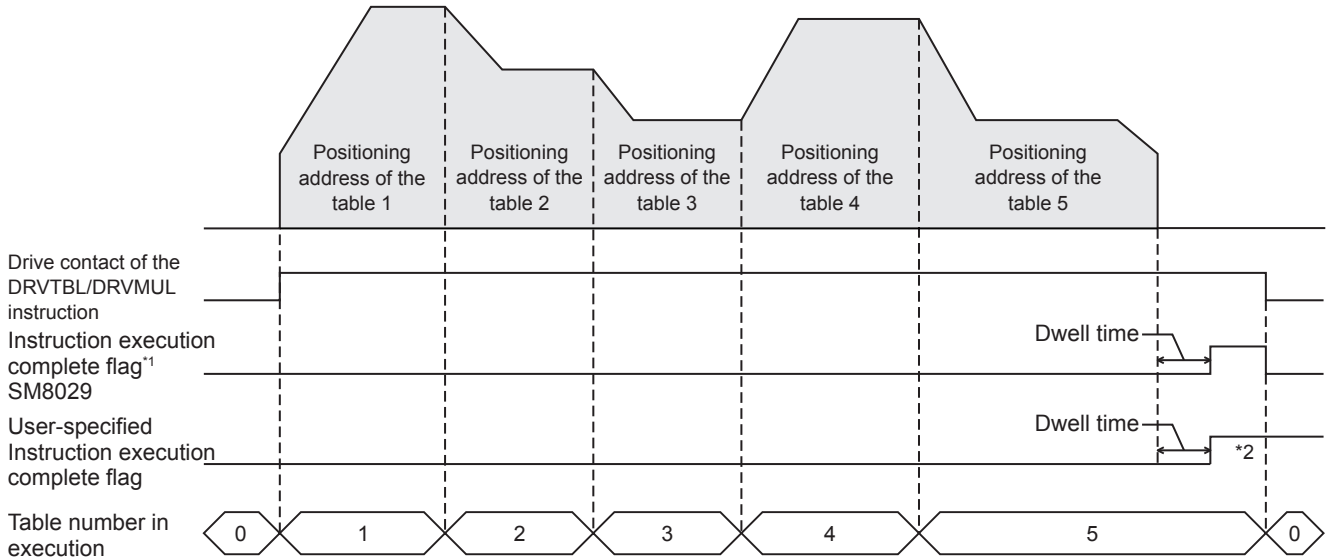 Positioning
address of the
table 1
Positioning
address of the
table 2
Positioning
address of the
table 3
Positioning
address of the
table 4
Positioning
address of the
table 5
Drive contact of the
DRVTBL/DRVMUL
instruction
Instruction execution
complete flag*1
SM8029
Dwell time
User-specified
Instruction execution
complete flag
Dwell time
*2
Table number in
execution
0 1 2 3 4 5 0